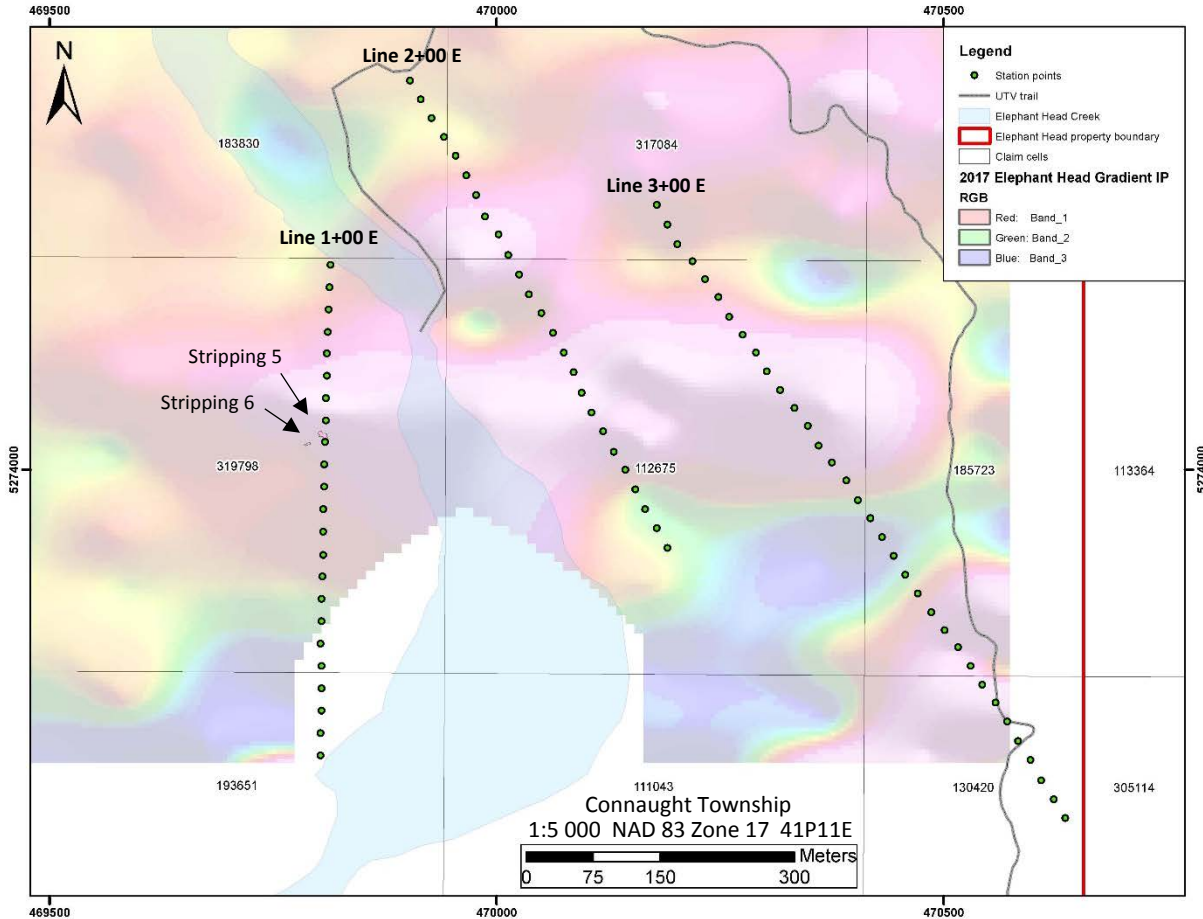 469500
470000
470500
N
Line 2+00 E
Legend
Station points
UTV trail
Elephant Head Creek
Elephant Head property boundary
Claim cells
2017 Elephant Head Gradient IP
RGB
Red: Band_1
Green: Band_2
Blue: Band_3
183830
317084
Line 3+00 E
Line 1+00 E
Stripping 5
Stripping 6
5274000
319798
112675
185723
113364
5274000
193651
111043
130420
305114
Connaught Township
1:5 000 NAD 83 Zone 17 41P11E
Meters
0 75 150 300
469500
470000
470500